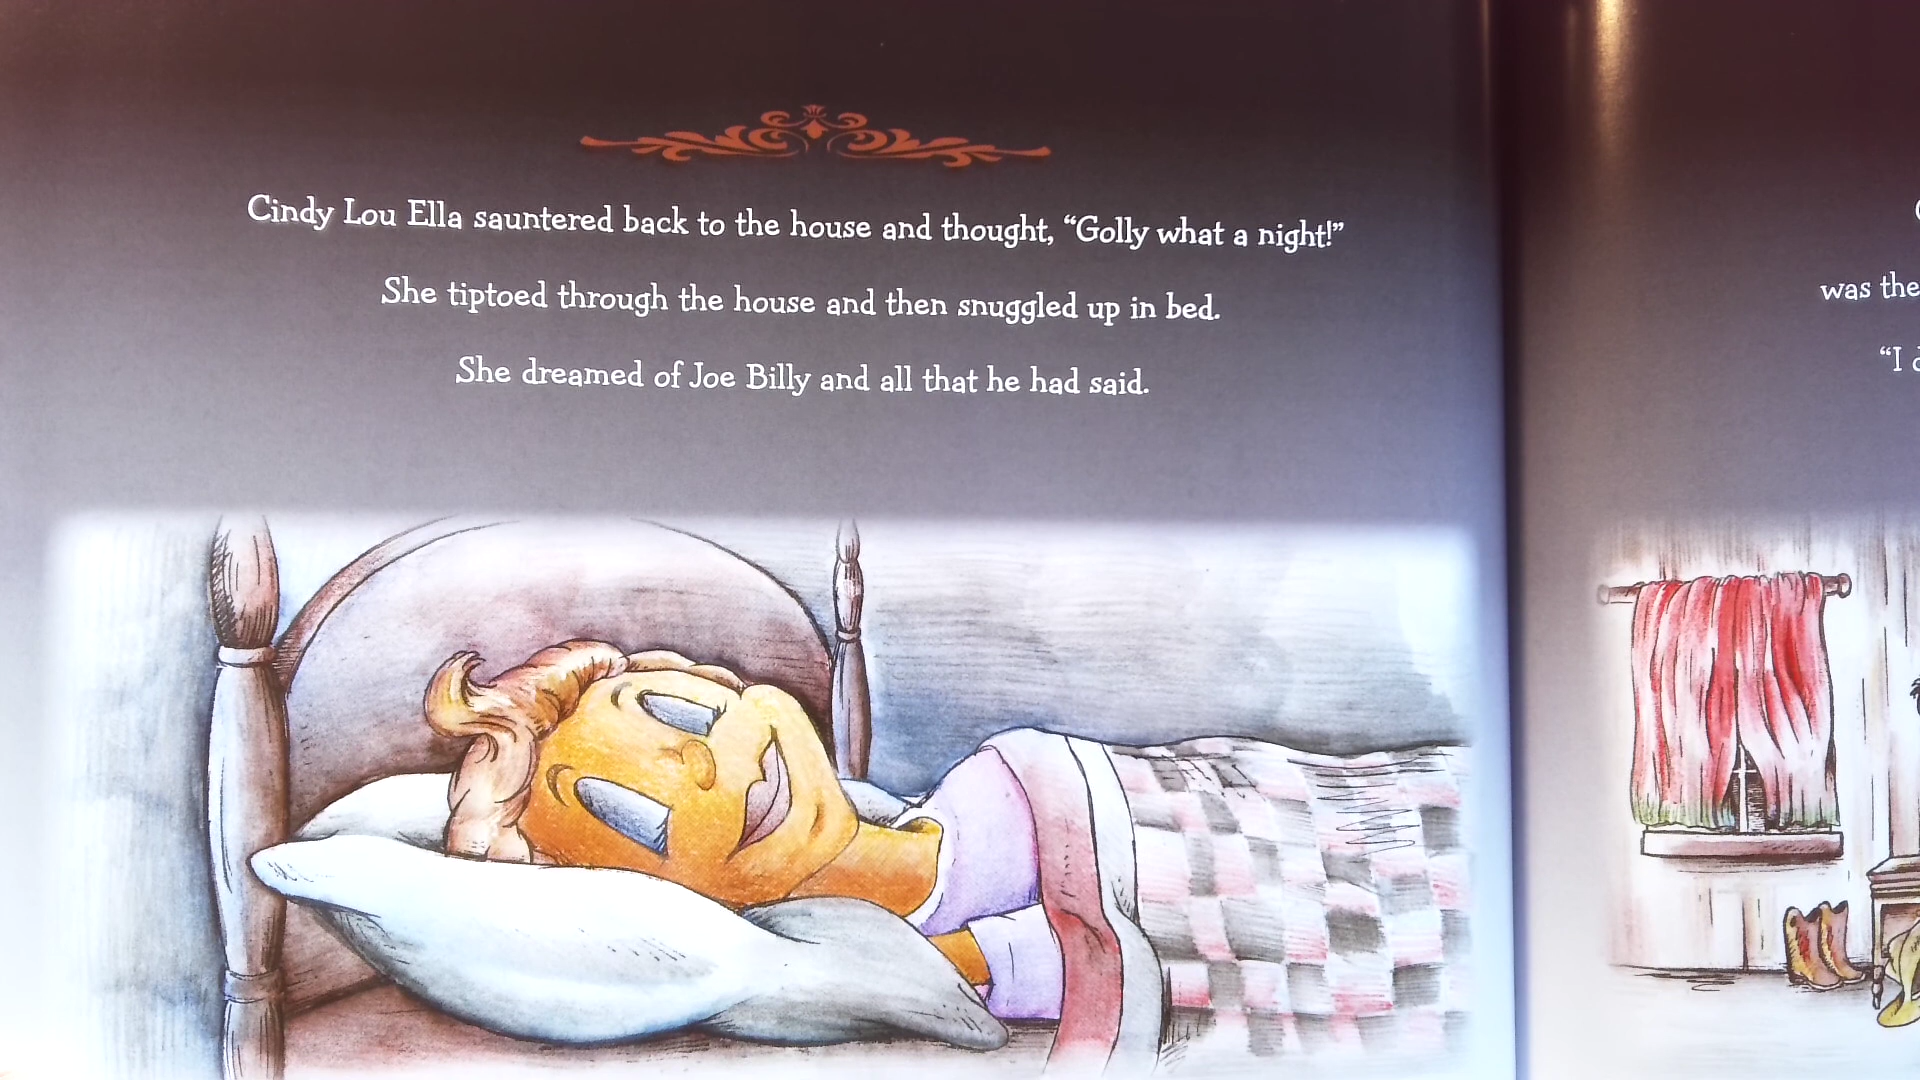 Cindy Lou Ella sauntered back to the house and thought, “Golly what a night!”
She tiptoed through the house and then snuggled up in bed.
She dreamed of Joe Billy and all that he had said.
was the
“I